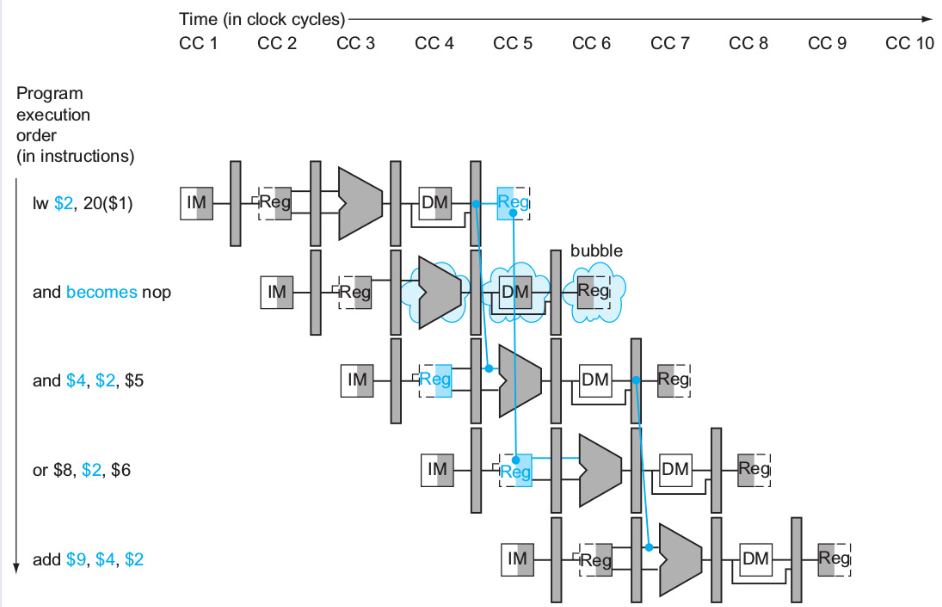 Time (in clock cycles)
CC 1 CC 2 CC 3 CC 4 CC 5 CC 6 CC 7 CC 8 CC 9 CC 10
Program
execution
order
(in instructions)
lw $2, 20($1) IM Reg DM Reg
bubble
and becomes nop IM Reg DM Reg
and $4, $2, $5 IM Reg DM Reg
or $8, $2, $6 IM Reg DM Reg
add $9, $4, $2 IM Reg DM Reg